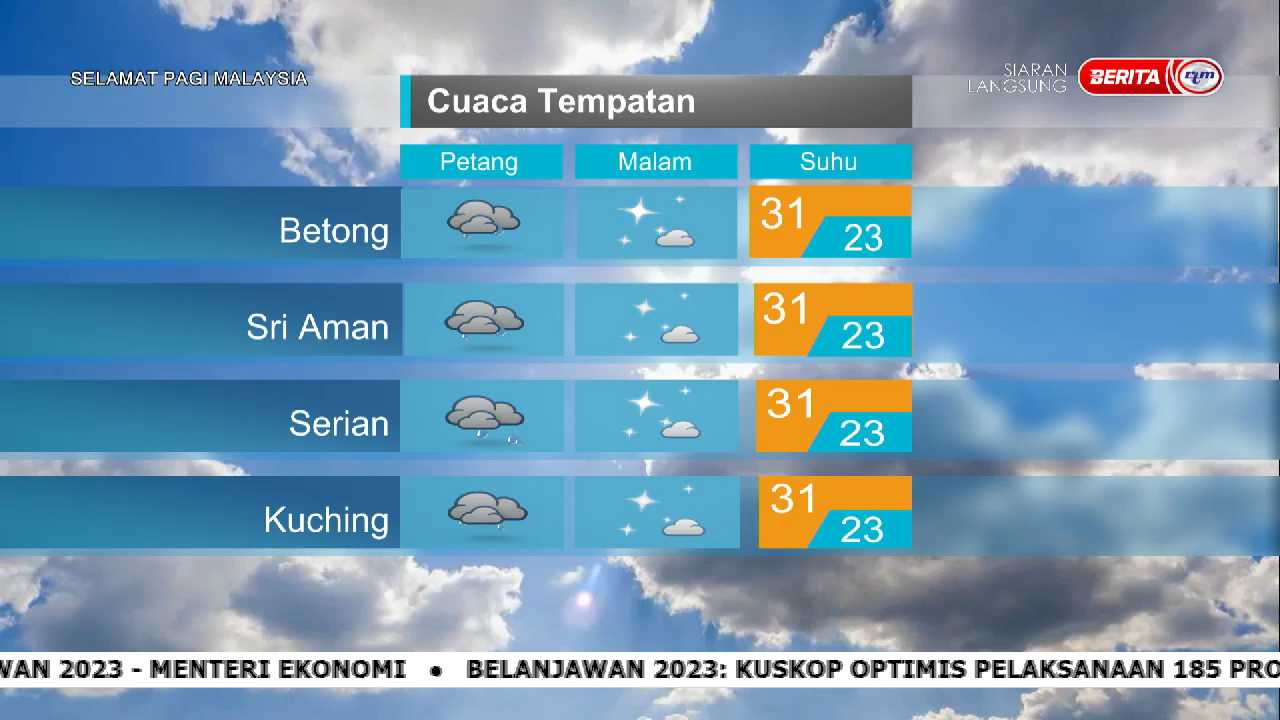 SELAMAT PAGI MALAYSIA
SIARAN
LANGSUNG
BERITA rtm
Cuaca Tempatan
Petang Malam Suhu
Betong 31 23
Sri Aman 31 23
Serian 31 23
Kuching 31 23
WAN 2023 - MENTERI EKONOMI • BELANJAWAN 2023: KUSKOP OPTIMIS PELAKSANAAN 185 PRO